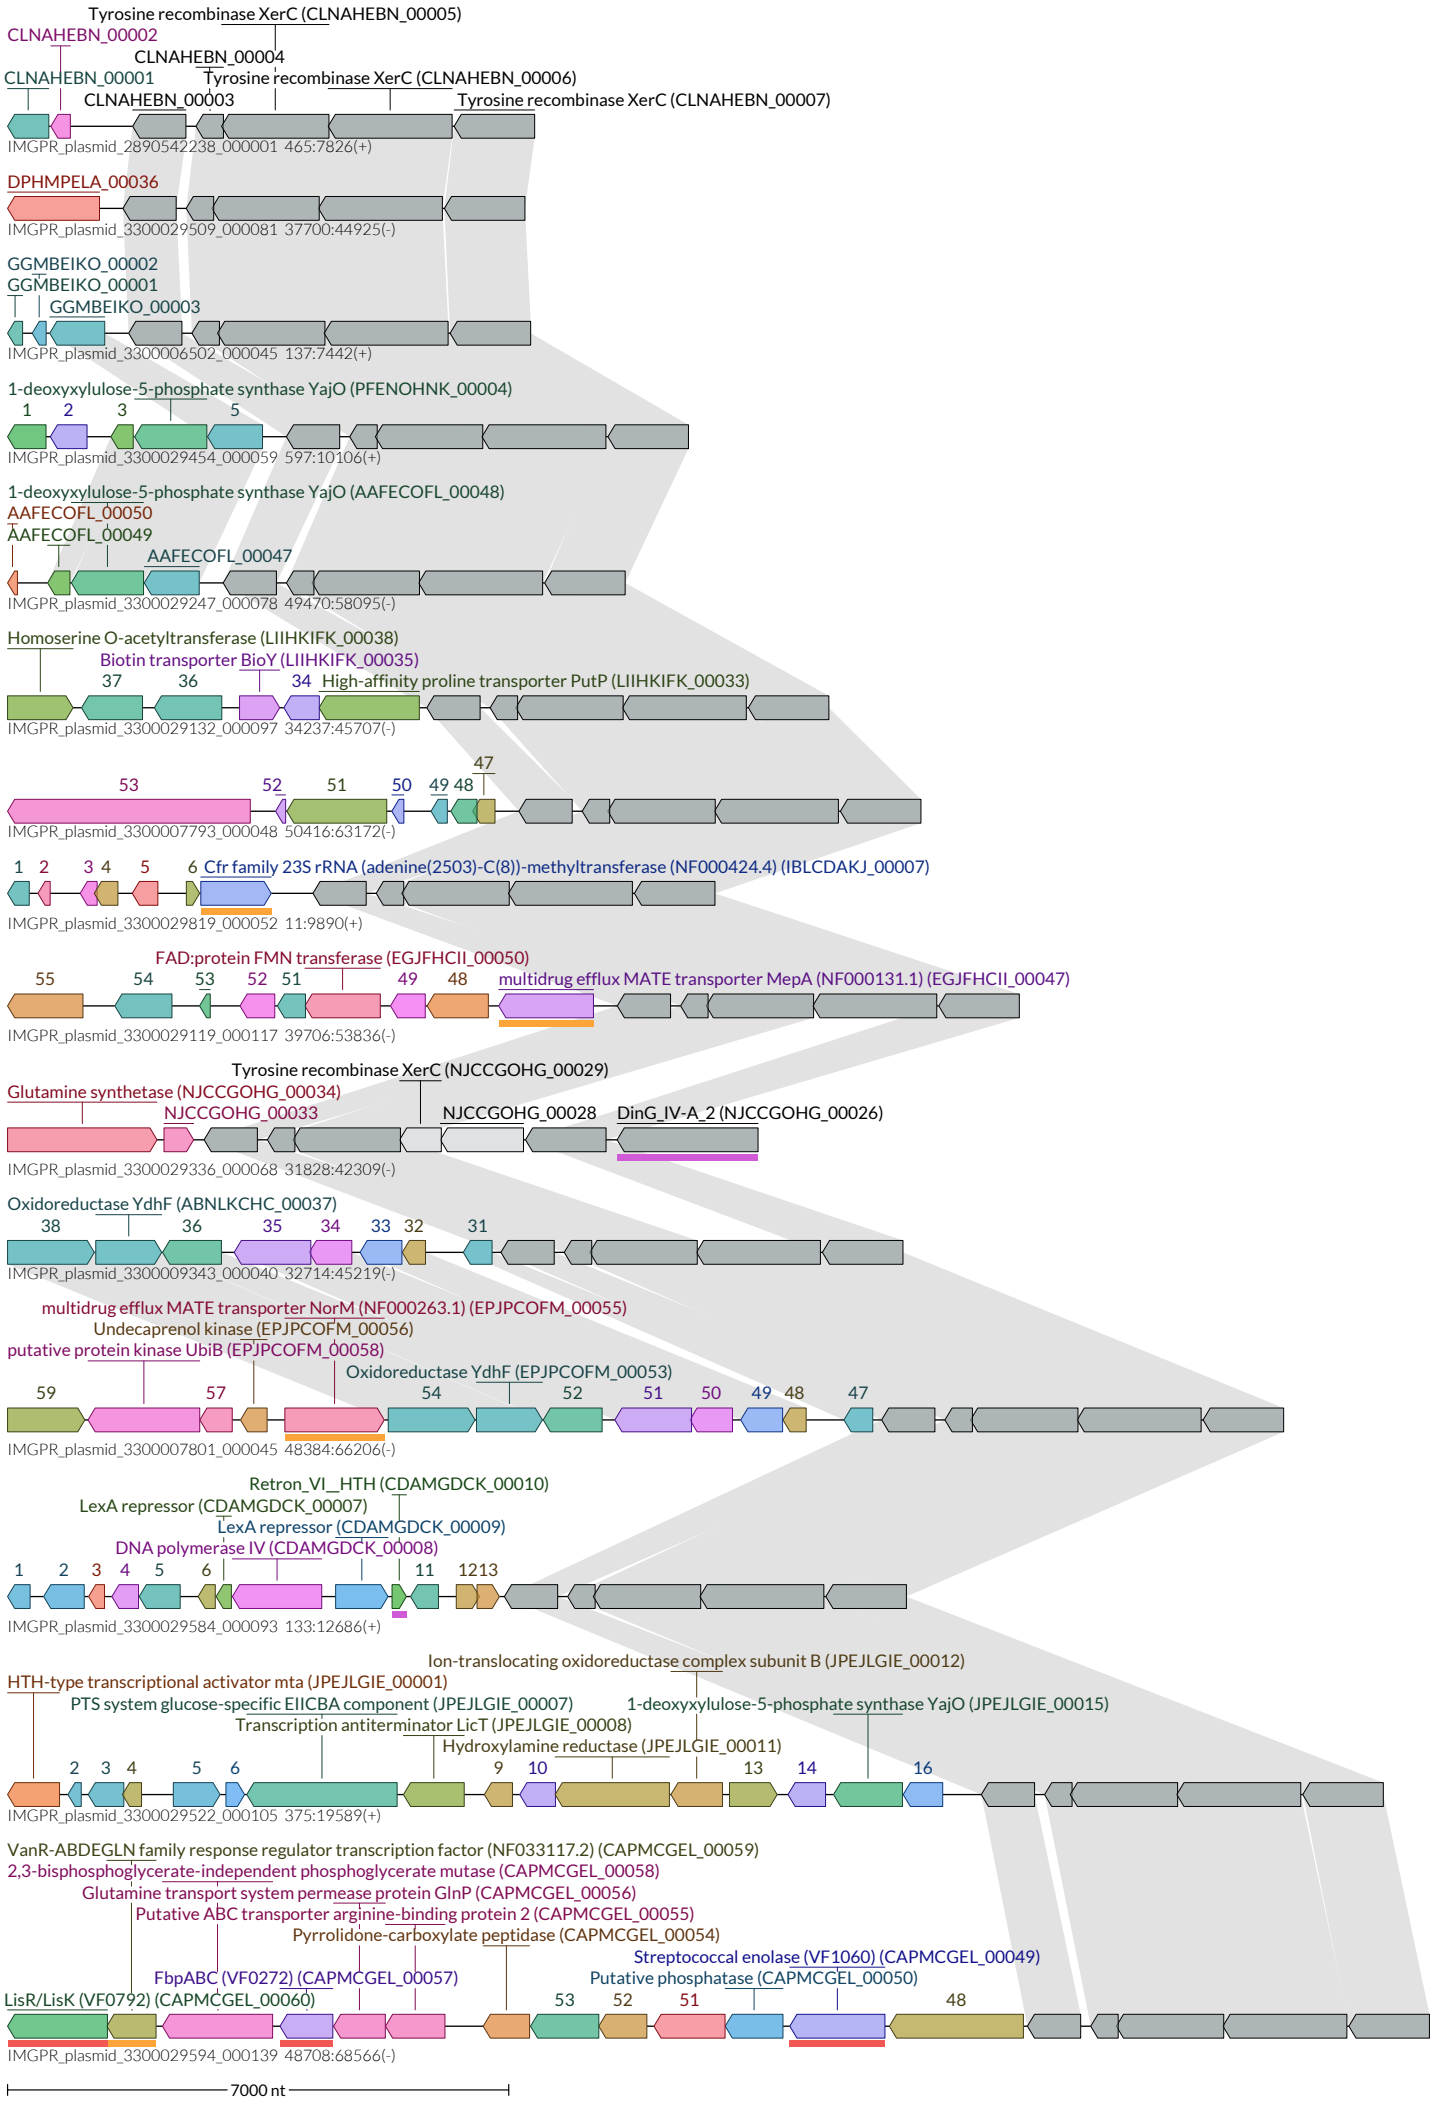 Tyrosine recombinase XerC (CLNAHEBN_00005)
CLNAHEBN_00002
CLNAHEBN_00004
CLNAHEBN_00001 Tyrosine recombinase XerC (CLNAHEBN_00006)
CLNAHEBN_00003 Tyrosine recombinase XerC (CLNAHEBN_00007)
IMGPR_plasmid_2890542238_000001 465:7826(+)
DPHMPELA_00036
IMGPR_plasmid_3300029509_000081 37700:44925(-)
GGMBEIKO_00002
GGMBEIKO_00001
GGMBEIKO_00003
IMGPR_plasmid_3300006502_000045 137:7442(+)
1-deoxyxylulose-5-phosphate synthase YajO (PFENOHNK_00004)
1 2 3 5
IMGPR_plasmid_3300029454_000059 597:10106(+)
1-deoxyxylulose-5-phosphate synthase YajO (AAFECOFL_00048)
AAFECOFL_00050
AAFECOFL_00049
AAFECOFL_00047
IMGPR_plasmid_3300029247_000078 49470:58095(-)
Homoserine O-acetyltransferase (LIIHKIFK_00038)
Biotin transporter BioY (LIIHKIFK_00035)
37 36 34 High-affinity proline transporter PutP (LIIHKIFK_00033)
IMGPR_plasmid_3300029132_000097 34237:45707(-)
47
53 52 51 50 49 48
IMGPR_plasmid_3300007793_000048 50416:63172(-)
1 2 3 4 5 6 Cfr family 23S rRNA (adenine(2503)-C(8))-methyltransferase (NF000424.4) (IBLCDAKJ_00007)
IMGPR_plasmid_3300029819_000052 11:9890(+)
FAD:protein FMN transferase (EGJFHCII_00050)
55 54 53 52 51 49 48 multidrug efflux MATE transporter MepA (NF000131.1) (EGJFHCII_00047)
IMGPR_plasmid_3300029119_000117 39706:53836(-)
Tyrosine recombinase XerC (NJCCGOHG_00029)
Glutamine synthetase (NJCCGOHG_00034)
NJCCGOHG_00033 NJCCGOHG_00028 DinG_IV-A_2 (NJCCGOHG_00026)
IMGPR_plasmid_3300029336_000068 31828:42309(-)
Oxidoreductase YdhF (ABNLKCHC_00037)
38 36 35 34 33 32 31
IMGPR_plasmid_3300009343_000040 32714:45219(-)
multidrug efflux MATE transporter NorM (NF000263.1) (EPJPCOFM_00055)
Undecaprenol kinase (EPJPCOFM_00056)
putative protein kinase UbiB (EPJPCOFM_00058)
Oxidoreductase YdhF (EPJPCOFM_00053)
59 57 54 52 51 50 49 48 47
IMGPR_plasmid_3300007801_000045 48384:66206(-)
Retron_VI__HTH (CDAMGDCK_00010)
LexA repressor (CDAMGDCK_00007)
LexA repressor (CDAMGDCK_00009)
DNA polymerase IV (CDAMGDCK_00008)
1 2 3 4 5 6 11 12 13
IMGPR_plasmid_3300029584_000093 133:12686(+)
Ion-translocating oxidoreductase complex subunit B (JPEJLGIE_00012)
HTH-type transcriptional activator mta (JPEJLGIE_00001)
PTS system glucose-specific EIICBA component (JPEJLGIE_00007) 1-deoxyxylulose-5-phosphate synthase YajO (JPEJLGIE_00015)
Transcription antiterminator LicT (JPEJLGIE_00008)
Hydroxylamine reductase (JPEJLGIE_00011)
2 3 4 5 6 9 10 13 14 16
IMGPR_plasmid_3300029522_000105 375:19589(+)
VanR-ABDEGLN family response regulator transcription factor (NF033117.2) (CAPMCGEL_00059)
2,3-bisphosphoglycerate-independent phosphoglycerate mutase (CAPMCGEL_00058)
Glutamine transport system permease protein GlnP (CAPMCGEL_00056)
Putative ABC transporter arginine-binding protein 2 (CAPMCGEL_00055)
Pyrrolidone-carboxylate peptidase (CAPMCGEL_00054)
Streptococcal enolase (VF1060) (CAPMCGEL_00049)
FbpABC (VF0272) (CAPMCGEL_00057) Putative phosphatase (CAPMCGEL_00050)
LisR/LisK (VF0792) (CAPMCGEL_00060) 53 52 51 48
IMGPR_plasmid_3300029594_000139 48708:68566(-)
7000 nt